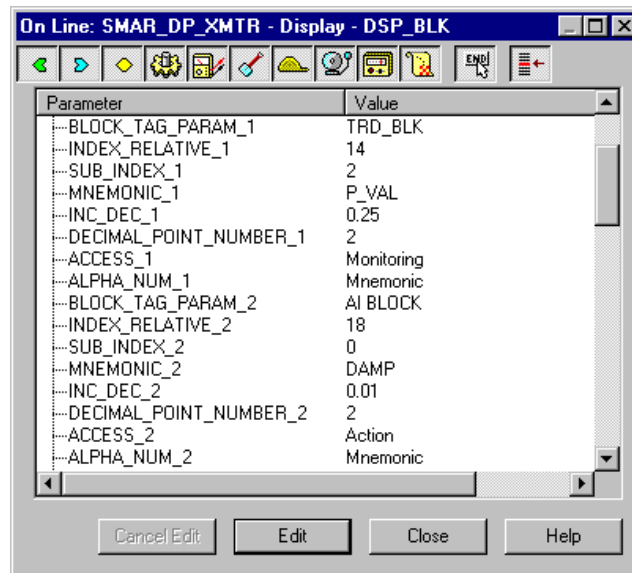 On Line: SMAR_DP_XMTR - Display - DSP_BLK
END
Parameter Value
BLOCK_TAG_PARAM_1 TRD_BLK
INDEX_RELATIVE_1 14
SUB_INDEX_1 2
MNEMONIC_1 P_VAL
INC_DEC_1 0.25
DECIMAL_POINT_NUMBER_1 2
ACCESS_1 Monitoring
ALPHA_NUM_1 Mnemonic
BLOCK_TAG_PARAM_2 AI BLOCK
INDEX_RELATIVE_2 18
SUB_INDEX_2 0
MNEMONIC_2 DAMP
INC_DEC_2 0.01
DECIMAL_POINT_NUMBER_2 2
ACCESS_2 Action
ALPHA_NUM_2 Mnemonic
Cancel Edit Edit Close Help